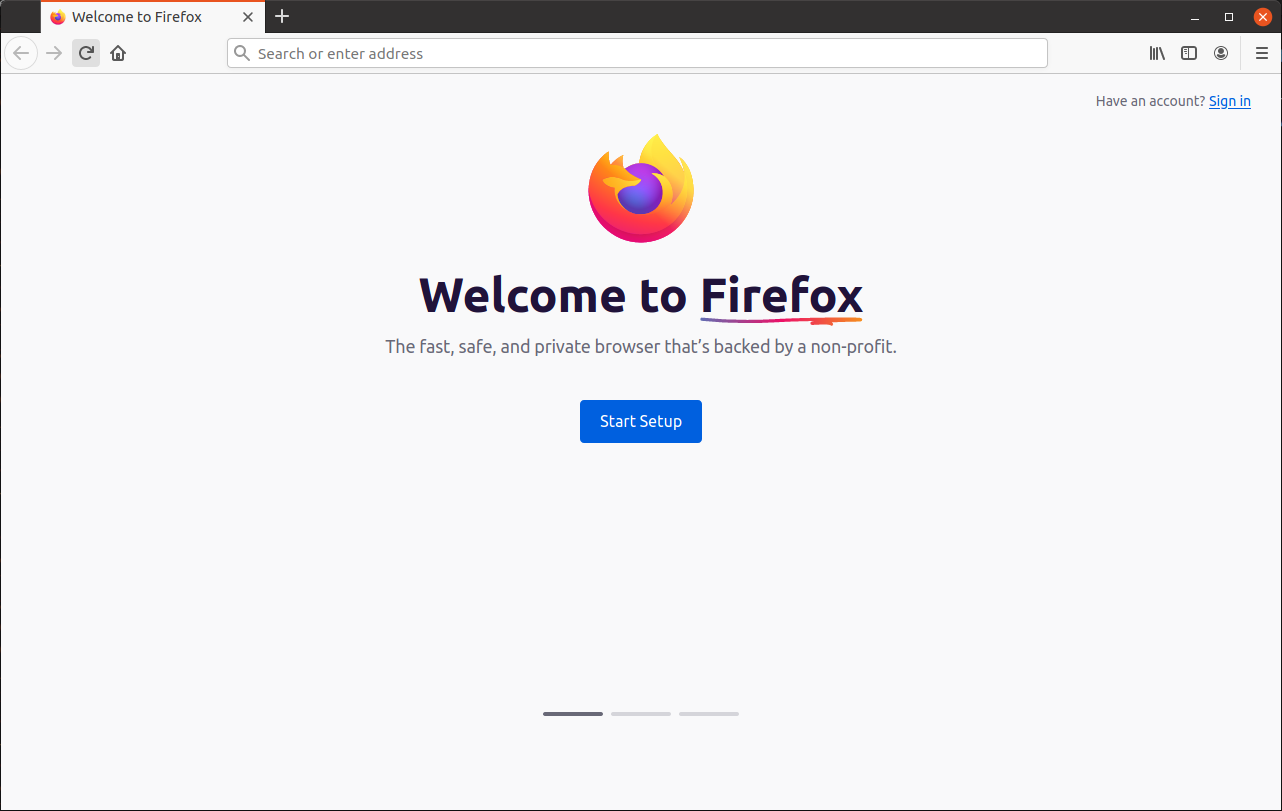 Welcome to Firefox
Search or enter address
Have an account? Sign in
Welcome to Firefox
The fast, safe, and private browser that's backed by a non-profit.
Start Setup